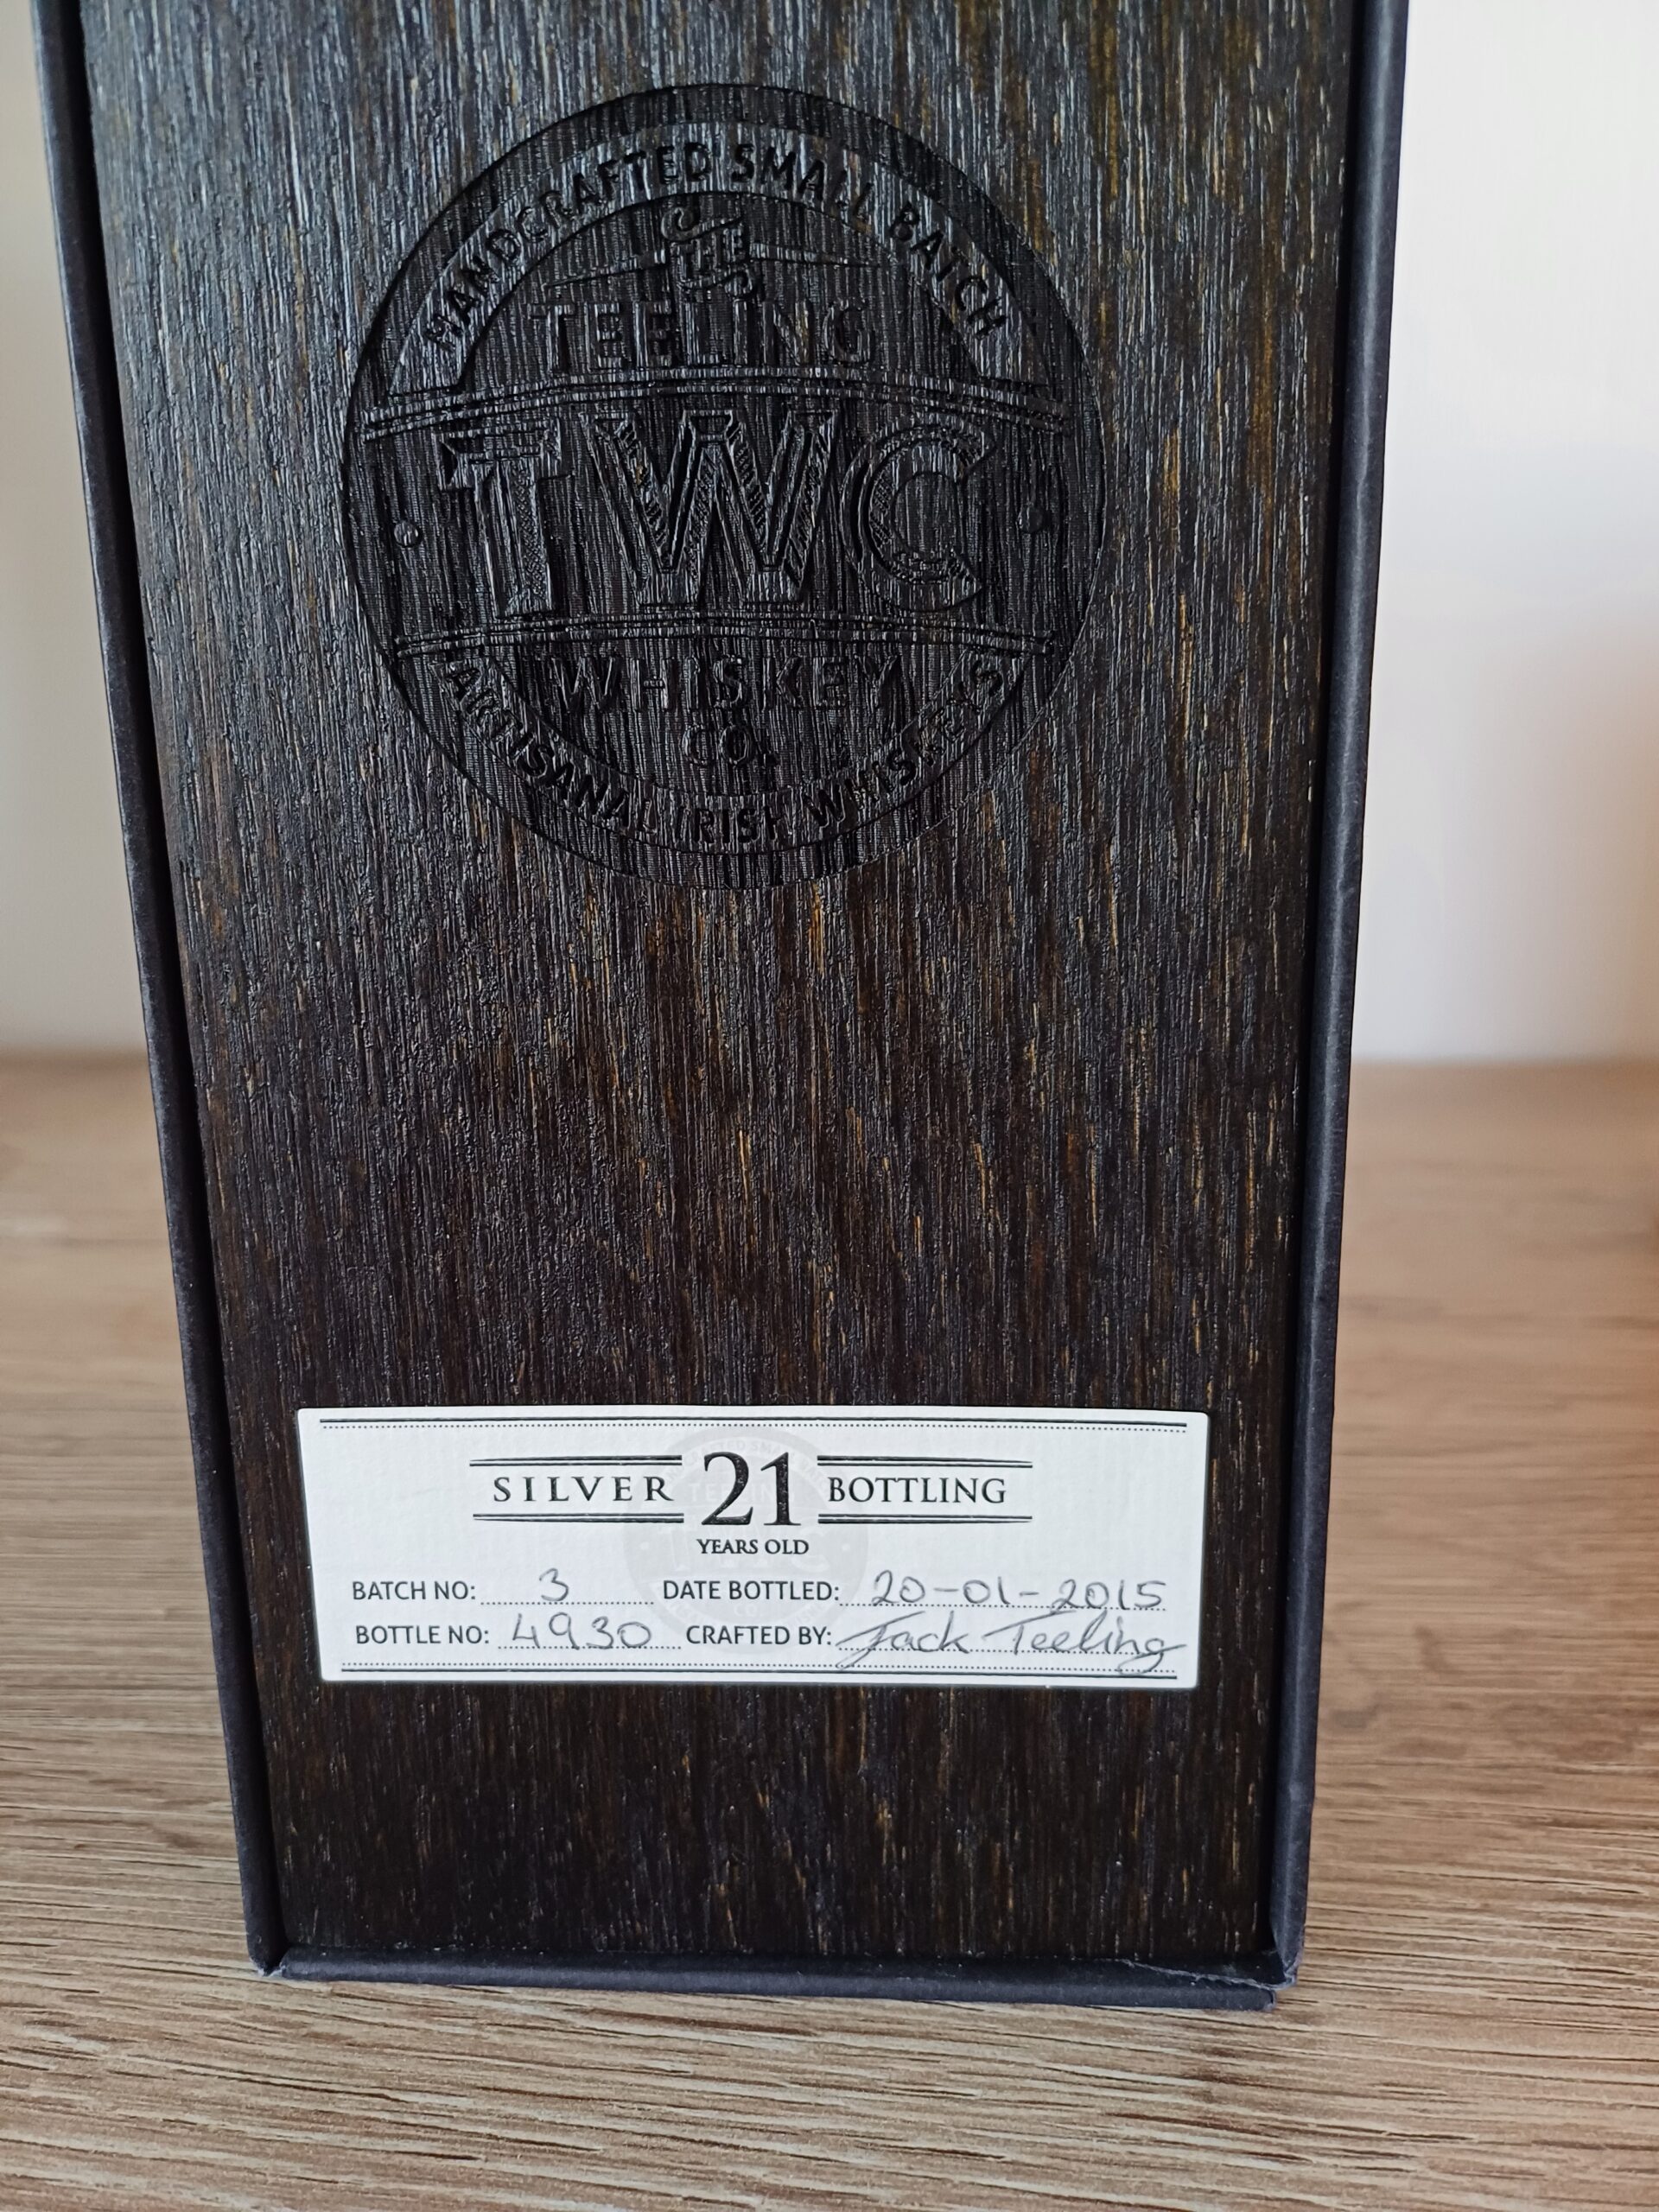 HANDCRAFTED SMALL BATCH
THE
TEELING
TWC
WHISKEY
CO.
ARTISANAL IRISH WHISKEYS
SILVER 21 BOTTLING
YEARS OLD
BATCH NO: 3 DATE BOTTLED: 20-01-2015
BOTTLE NO: 4930 CRAFTED BY: Jack Teeling